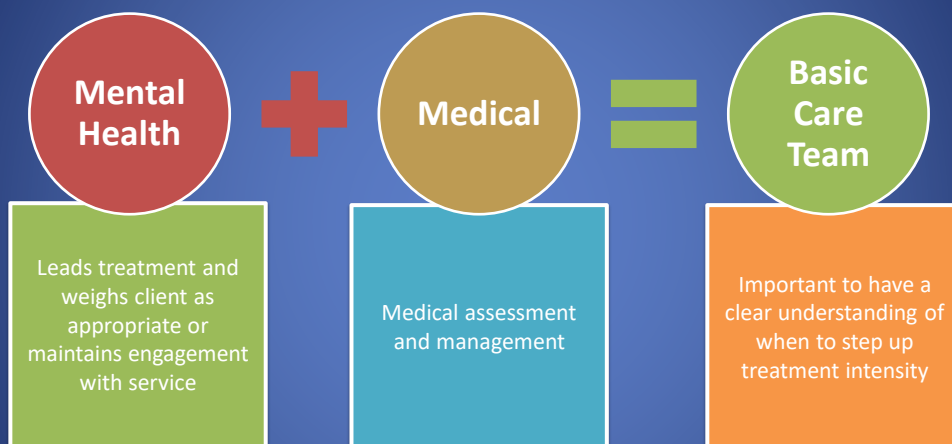 Mental
Health
Medical
Basic
Care
Team
Leads treatment and
weighs client as
appropriate or
maintains engagement
with service
Medical assessment
and management
Important to have a
clear understanding of
when to step up
treatment intensity